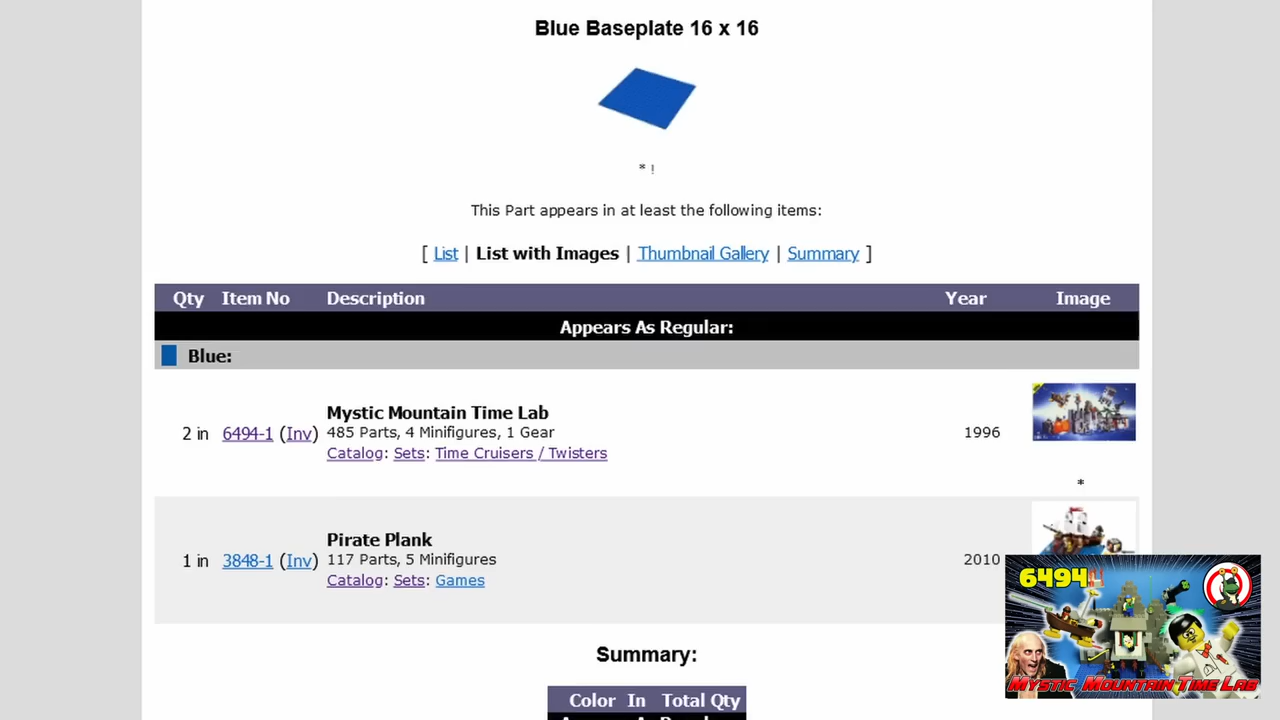 Blue Baseplate 16 x 16
* !
This Part appears in at least the following items:
[ List | List with Images | Thumbnail Gallery | Summary ]
Qty Item No Description Year Image
Appears As Regular:
Blue:
Mystic Mountain Time Lab
2 in 6494-1 (Inv) 485 Parts, 4 Minifigures, 1 Gear 1996
Catalog: Sets: Time Cruisers / Twisters
*
Pirate Plank
1 in 3848-1 (Inv) 117 Parts, 5 Minifigures 2010
Catalog: Sets: Games
6494
Mystic Mountain Time Lab
Summary:
Color In Total Qty